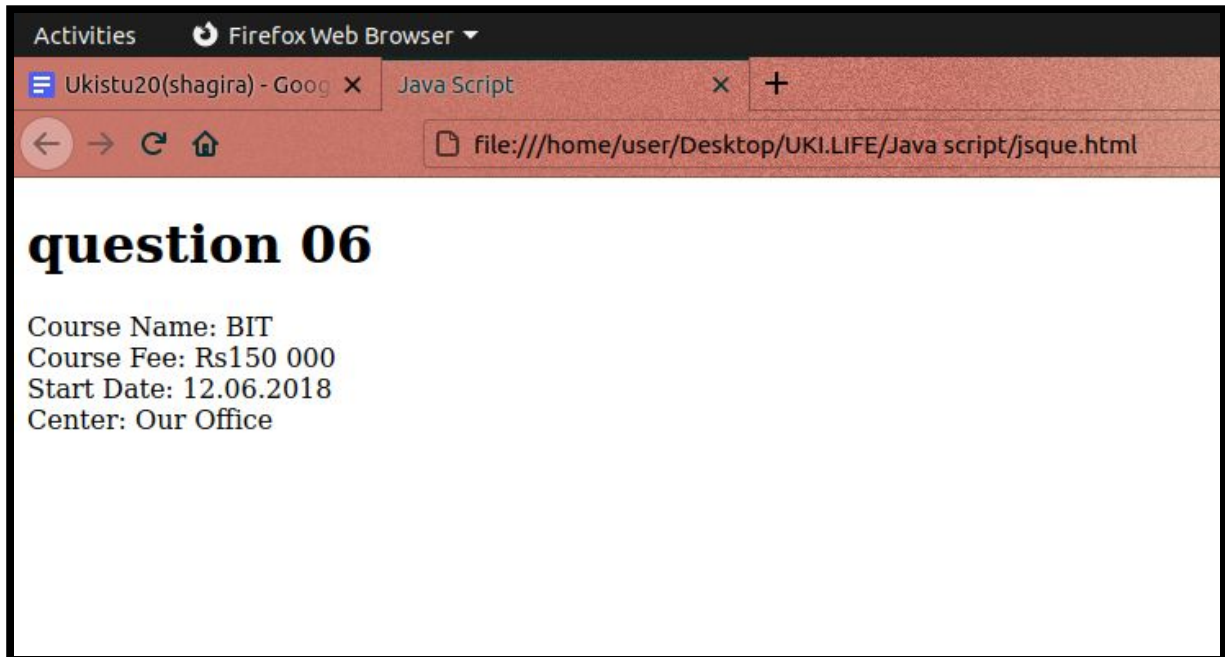 Activities Firefox Web Browser
Ukistu20(shagira) - Goog Java Script
file:///home/user/Desktop/UKI.LIFE/Java script/jsque.html
question 06
Course Name: BIT
Course Fee: Rs150 000
Start Date: 12.06.2018
Center: Our Office